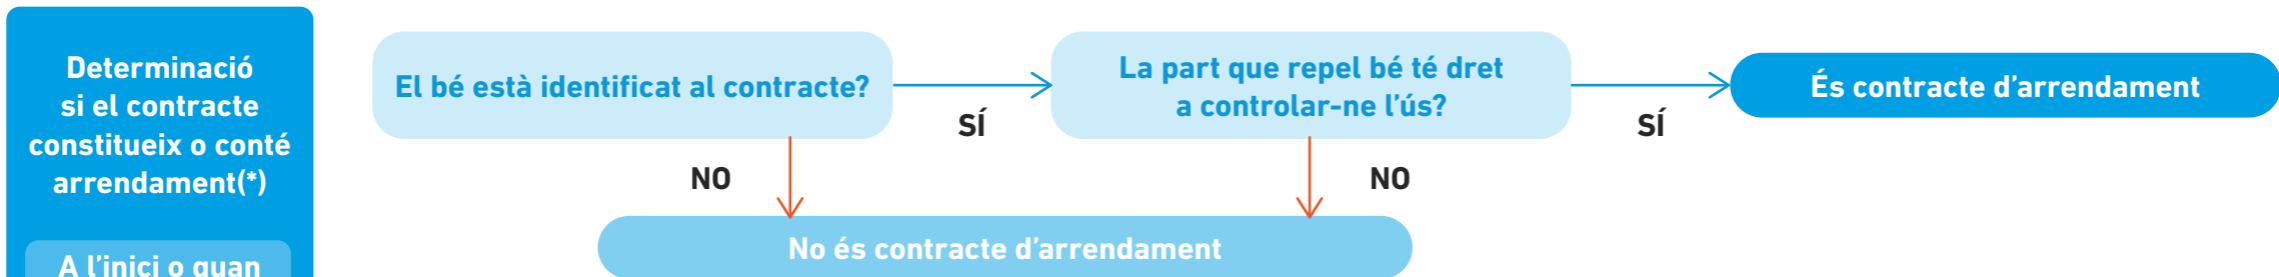 Determinació
si el contracte
constitueix o conté
arrendament(*)
A l'inici o quan
El bé està identificat al contracte?
SÍ
NO
La part que repel bé té dret
a controlar-ne l'ús?
SÍ
NO
És contracte d'arrendament
No és contracte d'arrendament